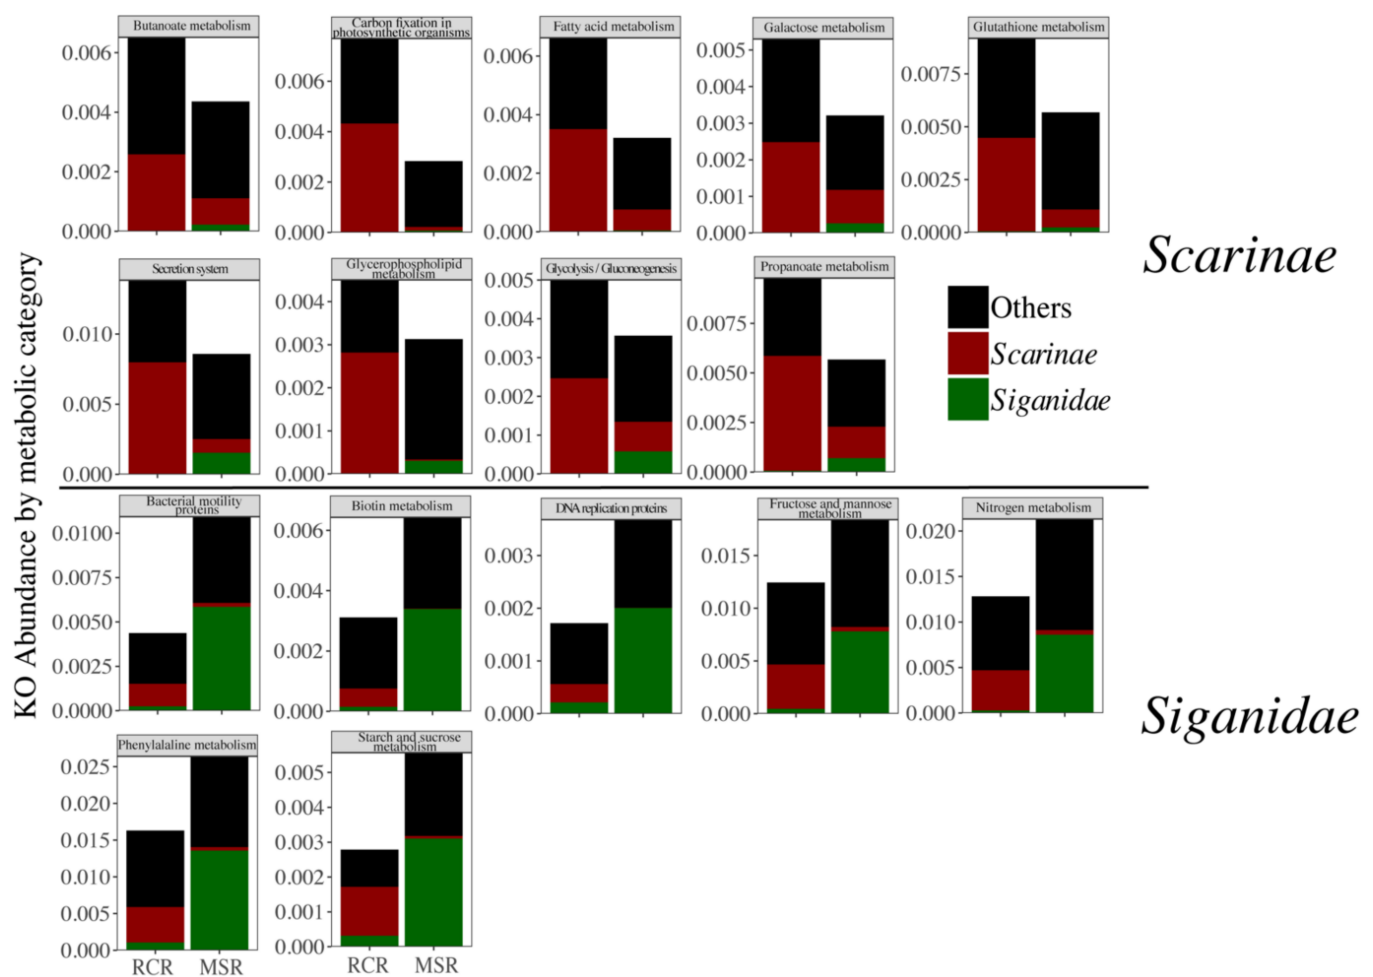 KO Abundance by metabolic category
Butanoate metabolism
0.006
0.004
0.002
0.000
Carbon fixation in
photosynthetic organisms
0.006
0.004
0.002
0.000
Fatty acid metabolism
0.006
0.004
0.002
0.000
Galactose metabolism
0.005
0.004
0.003
0.002
0.001
0.000
Glutathione metabolism
0.0075
0.0050
0.0025
0.0000
Secretion system
0.010
0.005
0.000
Glycerophospholipid
metabolism
0.004
0.003
0.002
0.001
0.000
Glycolysis / Gluconeogenesis
0.005
0.004
0.003
0.002
0.001
0.000
Propanoate metabolism
0.0075
0.0050
0.0025
0.0000
Scarinae
Others
Scarinae
Siganidae
Bacterial motility
proteins
0.0100
0.0075
0.0050
0.0025
0.0000
Biotin metabolism
0.006
0.004
0.002
0.000
DNA replication proteins
0.003
0.002
0.001
0.000
Fructose and mannose
metabolism
0.015
0.010
0.005
0.000
Nitrogen metabolism
0.020
0.015
0.010
0.005
0.000
Siganidae
Phenylalaline metabolism
0.025
0.020
0.015
0.010
0.005
0.000
RCR MSR
Starch and sucrose
metabolism
0.005
0.004
0.003
0.002
0.001
0.000
RCR MSR